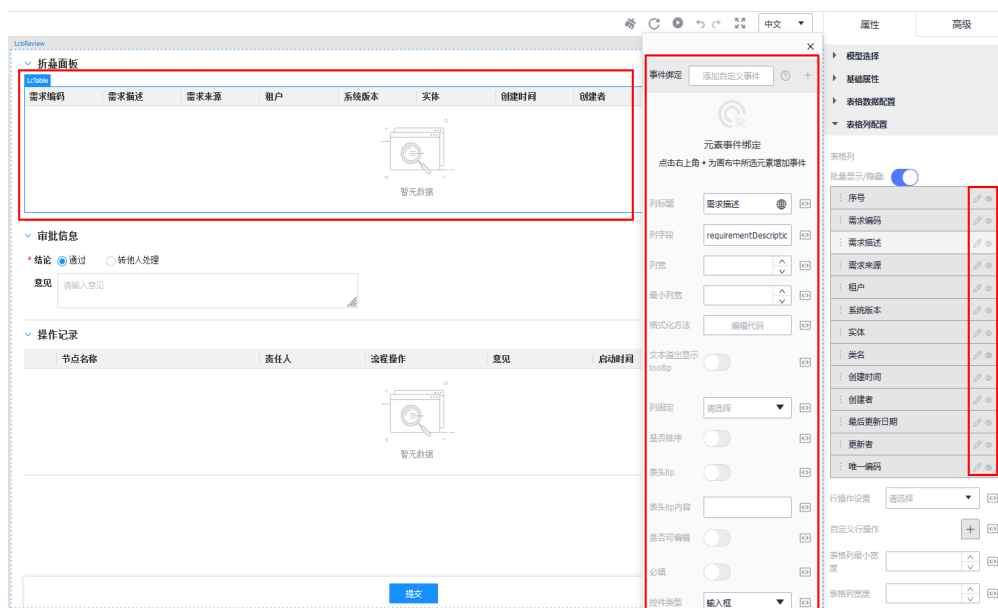 中文
属性
高级
LcbReview
折叠面板
LcTable
需求编码 需求描述 需求来源 租户 系统版本 实体 创建时间 创建者
暂无数据
审批信息
* 结论 通过 转他人处理
意见 请输入意见
操作记录
节点名称 责任人 流程操作 意见 启动时间
暂无数据
提交
事件绑定 添加自定义事件
元素事件绑定
点击右上角 + 为画布中所选元素增加事件
列标题 需求描述
列字段 requirementDescriptic
列宽
最小列宽
格式化方法 编辑代码
文本溢出显示
tooltip
列固定 请选择
是否排序
表头tip
表头tip内容
是否可编辑
必填
控件类型 输入框
模型选择
基础属性
表格数据配置
表格列配置
表格列
批量显示/隐藏:
序号
需求编码
需求描述
需求来源
租户
系统版本
实体
类名
创建时间
创建者
最后更新日期
更新者
唯一编码
行操作设置 请选择
自定义行操作
表格列最小宽
度
表格列宽度